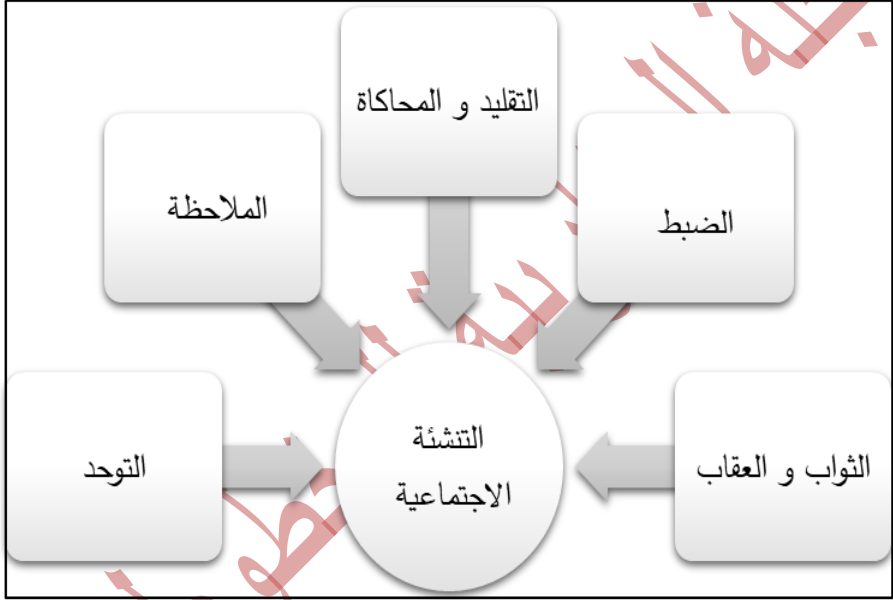 التقليد و المحاكاة
الضبط
الملاحظة
الثواب و العقاب
التنشئة
الاجتماعية
التوحد